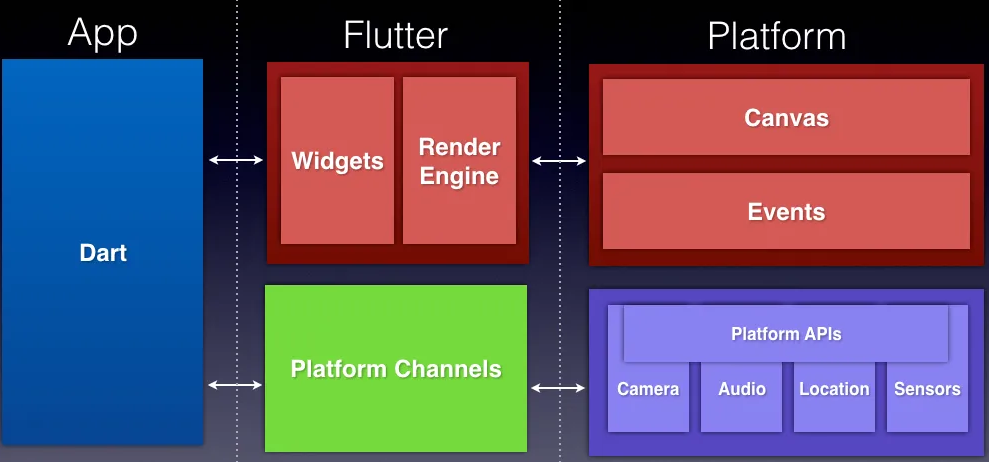 App
Flutter
Platform
Dart
Widgets
Render
Engine
Canvas
Events
Platform Channels
Platform APIs
Camera
Audio
Location
Sensors